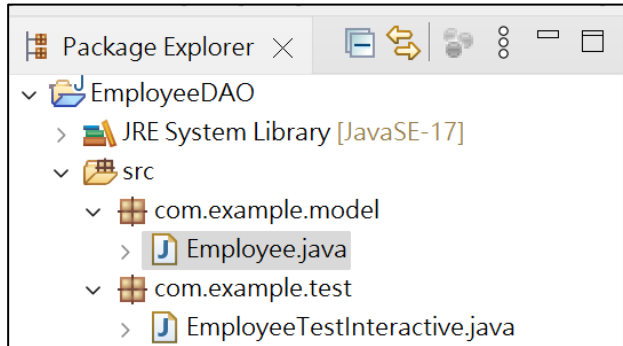 Package Explorer
EmployeeDAO
JRE System Library [JavaSE-17]
src
com.example.model
Employee.java
com.example.test
EmployeeTestInteractive.java